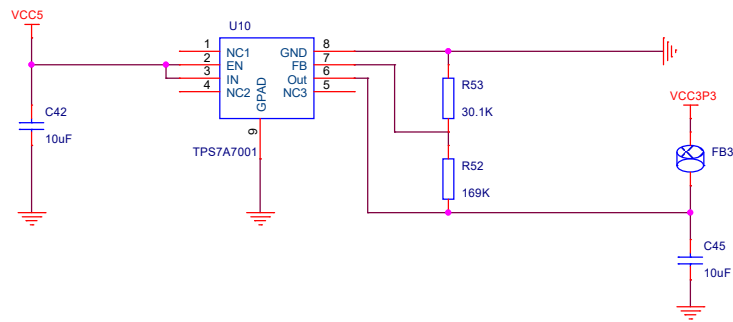 VCC5
U10
1 NC1 GND 8
2 EN FB 7
3 IN Out 6
4 NC2 NC3 5
GPAD
9
TPS7A7001
C42
10uF
R53
30.1K
R52
169K
VCC3P3
FB3
C45
10uF